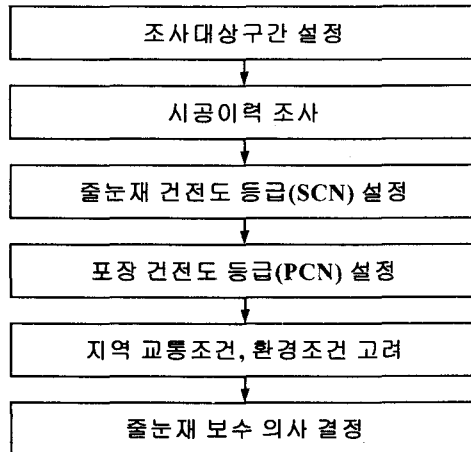 조사대상구간 설정
시공이력 조사
줄눈재 건전도 등급(SCN) 설정
포장 건전도 등급(PCN) 설정
지역 교통조건, 환경조건 고려
줄눈재 보수 의사 결정